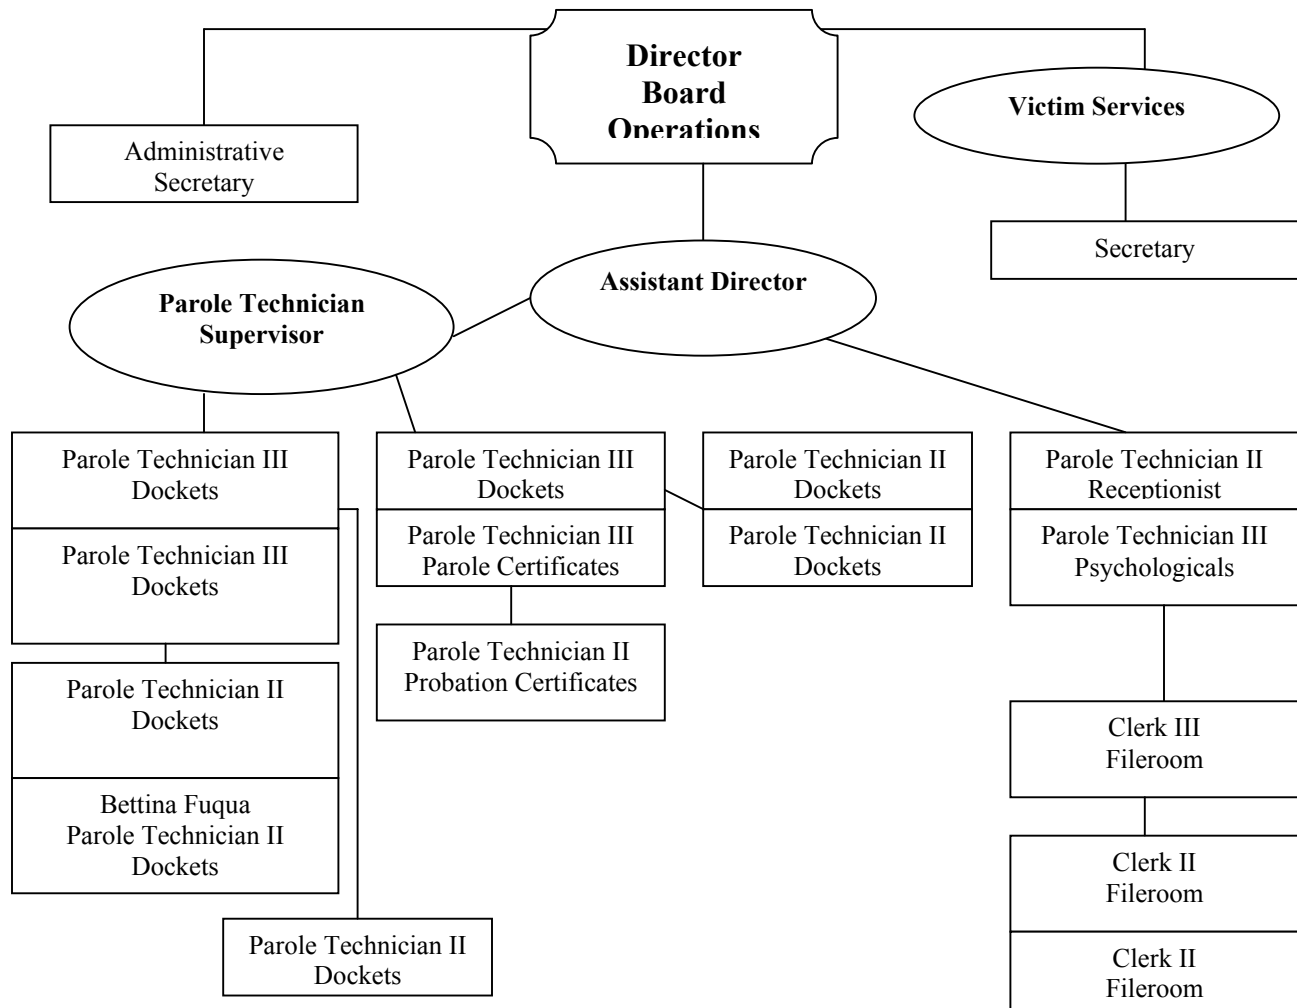 Director
Board
Operations
Victim Services
Administrative
Secretary
Secretary
Assistant Director
Parole Technician
Supervisor
Parole Technician III
Dockets
Parole Technician III
Dockets
Parole Technician II
Dockets
Bettina Fuqua
Parole Technician II
Dockets
Parole Technician II
Dockets
Parole Technician III
Dockets
Parole Technician III
Parole Certificates
Parole Technician II
Probation Certificates
Parole Technician II
Dockets
Parole Technician II
Dockets
Parole Technician II
Receptionist
Parole Technician III
Psychologicals
Clerk III
Fileroom
Clerk II
Fileroom
Clerk II
Fileroom